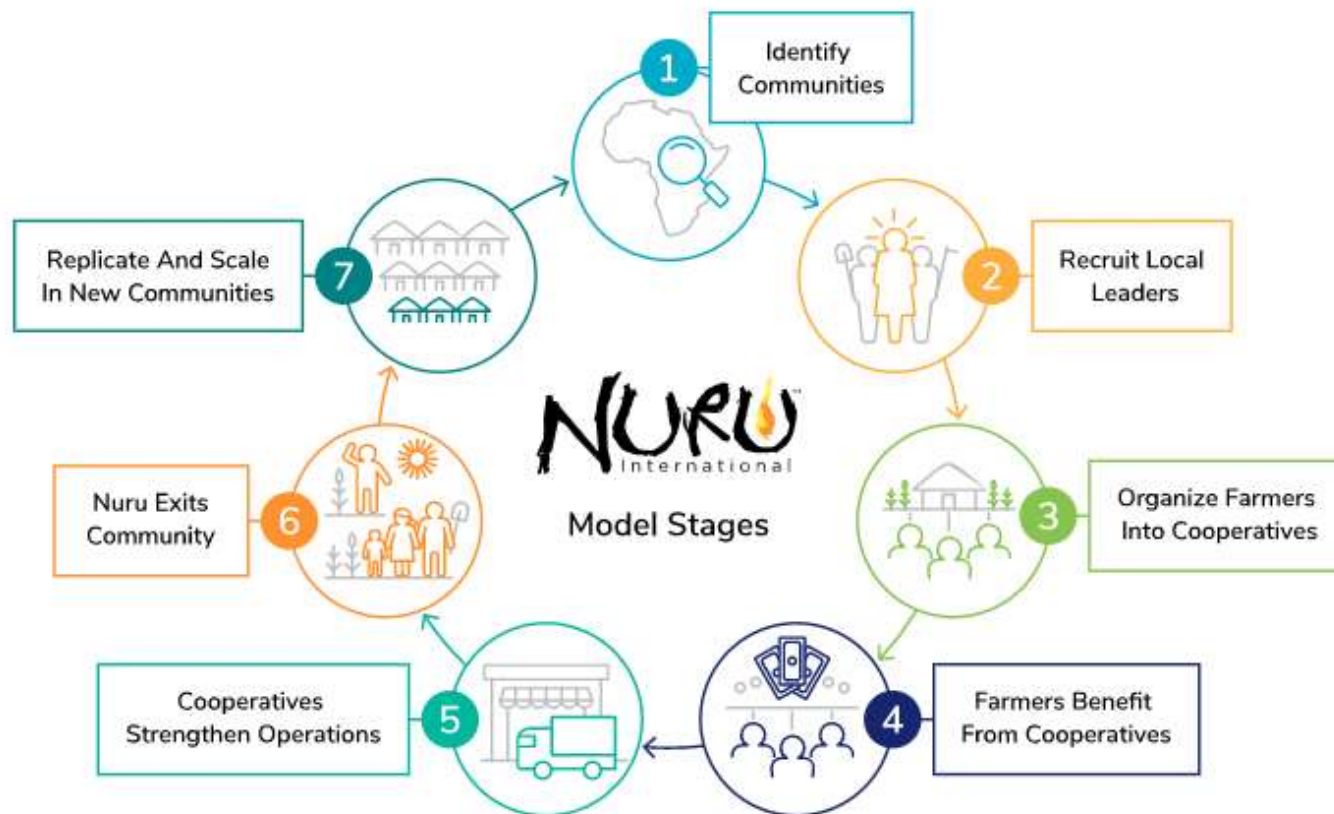 1
Identify
Communities
2
Recruit Local
Leaders
3
Organize Farmers
Into Cooperatives
4
Farmers Benefit
From Cooperatives
5
Cooperatives
Strengthen Operations
6
Nuru Exits
Community
7
Replicate And Scale
In New Communities
NURU
International
Model Stages